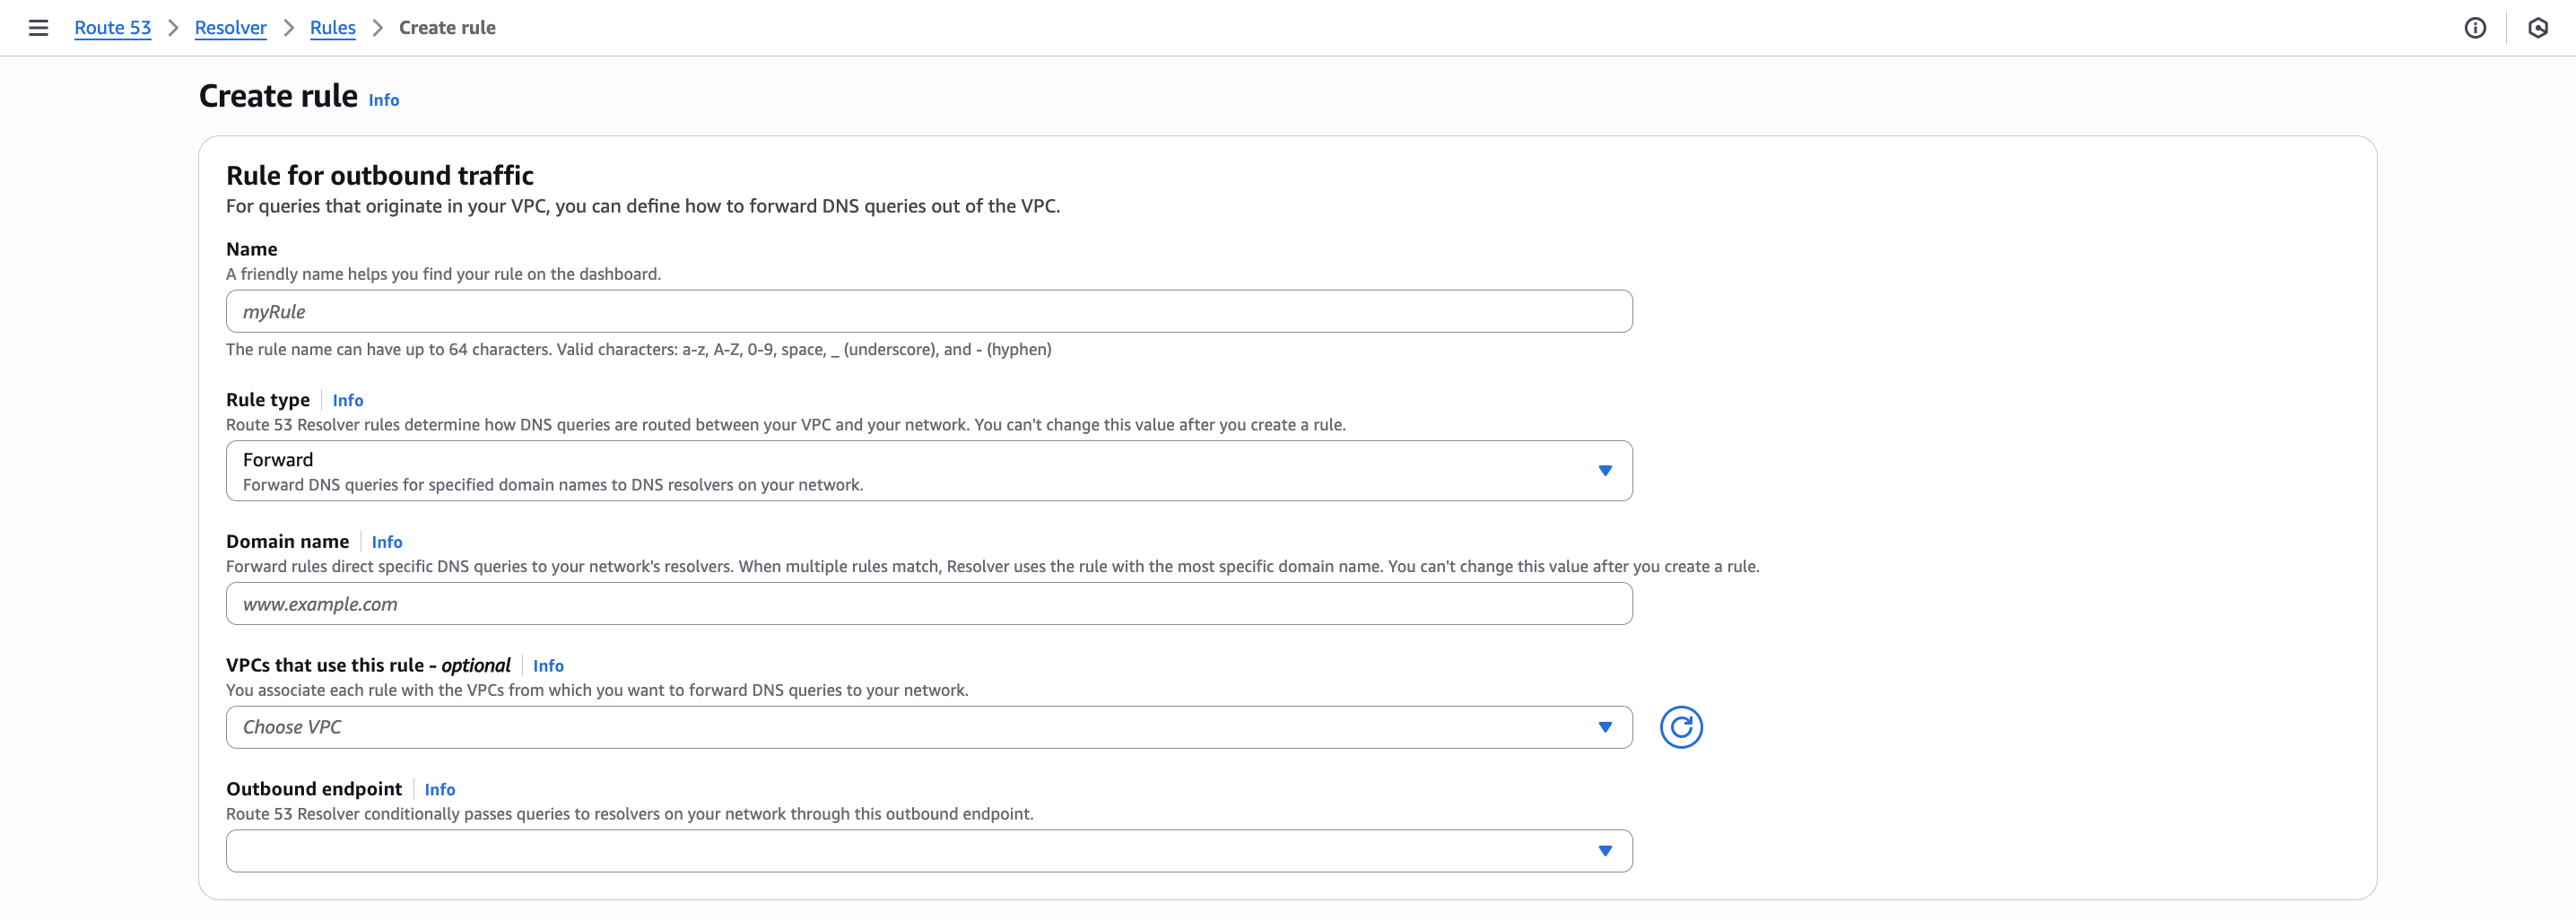 Route 53 Resolver Rules Create rule
Create rule Info
Rule for outbound traffic
For queries that originate in your VPC, you can define how to forward DNS queries out of the VPC.
Name
A friendly name helps you find your rule on the dashboard.
myRule
The rule name can have up to 64 characters. Valid characters: a-z, A-Z, 0-9, space, _ (underscore), and - (hyphen)
Rule type Info
Route 53 Resolver rules determine how DNS queries are routed between your VPC and your network. You can't change this value after you create a rule.
Forward
Forward DNS queries for specified domain names to DNS resolvers on your network.
Domain name Info
Forward rules direct specific DNS queries to your network's resolvers. When multiple rules match, Resolver uses the rule with the most specific domain name. You can't change this value after you create a rule.
www.example.com
VPCs that use this rule - optional Info
You associate each rule with the VPCs from which you want to forward DNS queries to your network.
Choose VPC
Outbound endpoint Info
Route 53 Resolver conditionally passes queries to resolvers on your network through this outbound endpoint.